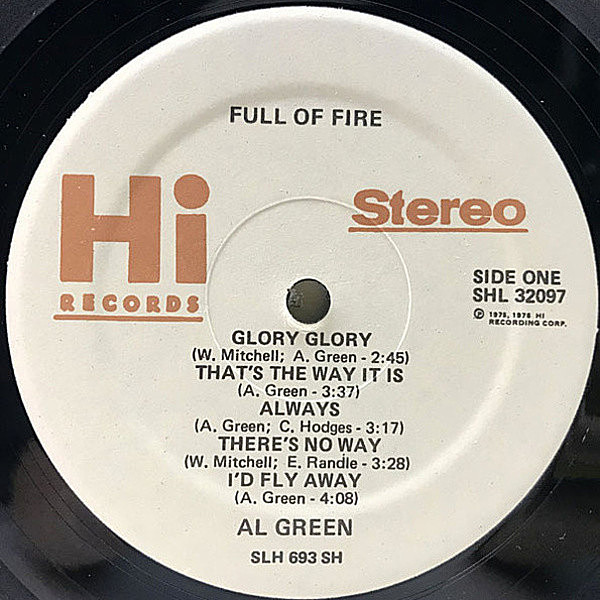 FULL OF FIRE
Hi
RECORDS
Stereo
SIDE ONE
SHL 32097
℗ 1975, 1976 HI
RECORDING CORP.
GLORY GLORY
(W. Mitchell; A. Green - 2:45)
THAT'S THE WAY IT IS
(A. Green - 3:37)
ALWAYS
(A. Green; C. Hodges - 3:17)
THERE'S NO WAY
(W. Mitchell; E. Randle - 3:28)
I'D FLY AWAY
(A. Green - 4:08)
AL GREEN
SLH 693 SH